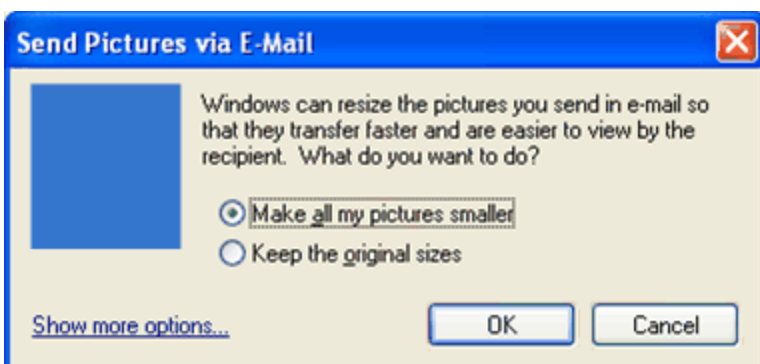 Send Pictures via E-Mail
Windows can resize the pictures you send in e-mail so
that they transfer faster and are easier to view by the
recipient. What do you want to do?
Make all my pictures smaller
Keep the original sizes
Show more options...
OK
Cancel